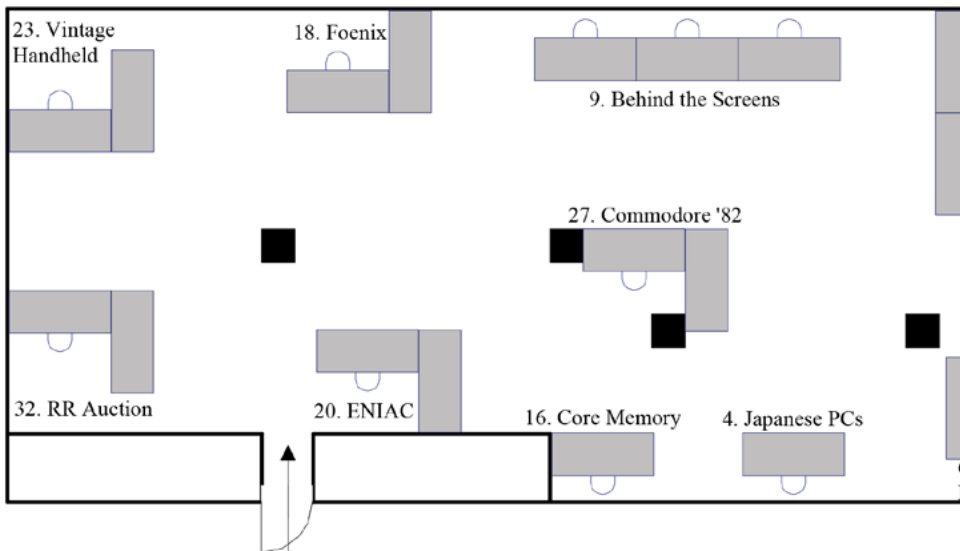 23. Vintage
Handheld
18. Foenix
9. Behind the Screens
27. Commodore '82
32. RR Auction
20. ENIAC
16. Core Memory
4. Japanese PCs